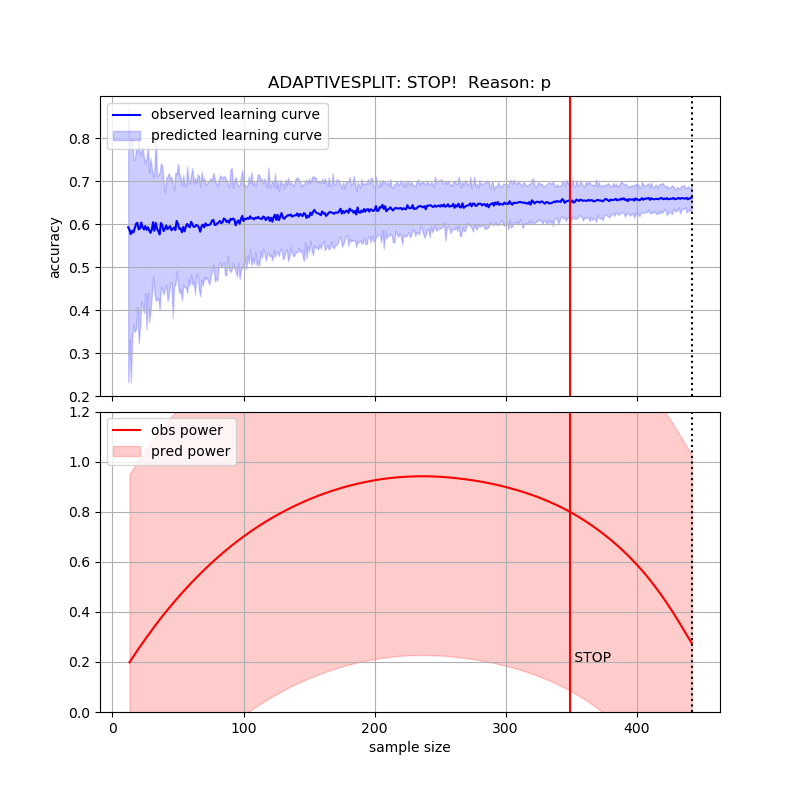 ADAPTIVESPLIT: STOP!  Reason: p
observed learning curve
predicted learning curve
accuracy
0.8
0.7
0.6
0.5
0.4
0.3
0.2
obs power
pred power
1.2
1.0
0.8
0.6
0.4
0.2
0.0
STOP
0 100 200 300 400
sample size